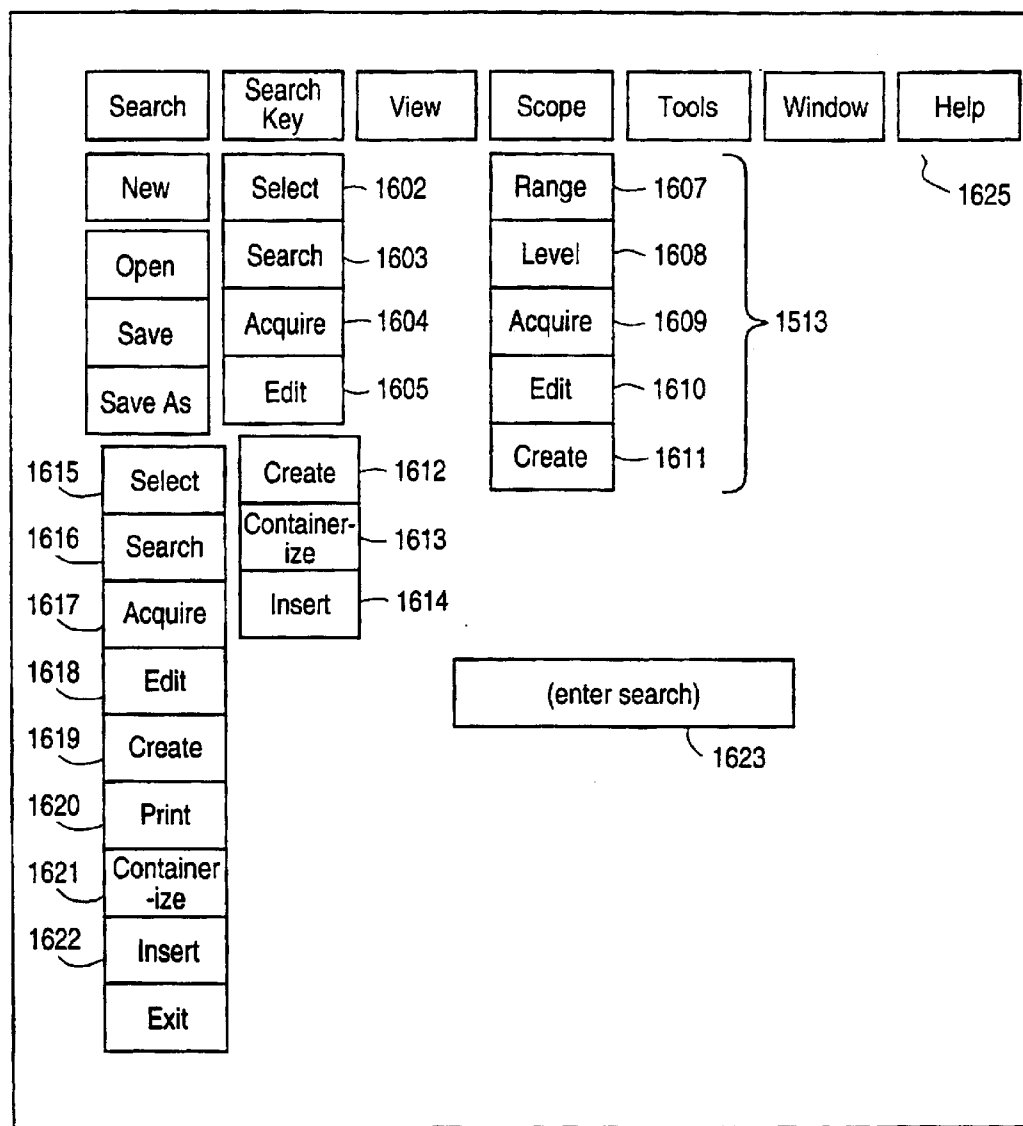 Search
Search
Key
View
Scope
Tools
Window
Help
1625
New
Open
Save
Save As
Select
1602
Search
1603
Acquire
1604
Edit
1605
Range
1607
Level
1608
Acquire
1609
Edit
1610
Create
1611
1513
1615
Select
1616
Search
1617
Acquire
1618
Edit
1619
Create
1620
Print
1621
Container
-ize
1622
Insert
Exit
Create
1612
Container-
ize
1613
Insert
1614
(enter search)
1623